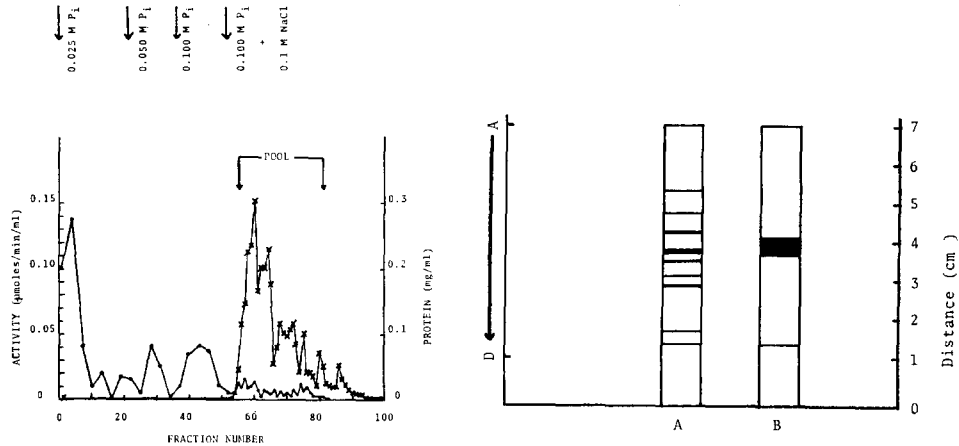 0.025 M Pi
0.050 M Pi
0.100 M Pi
0.100 M Pi
+
0.1 M NaCl
POOL
0.15
0.10
0.05
0
0.3
0.2
0.1
0
0
20
40
60
80
100
ACTIVITY (μmoles/min/ml)
PROTEIN (mg/ml)
FRACTION NUMBER
A
D
7
6
5
4
3
2
1
0
Distance (cm)
A
B